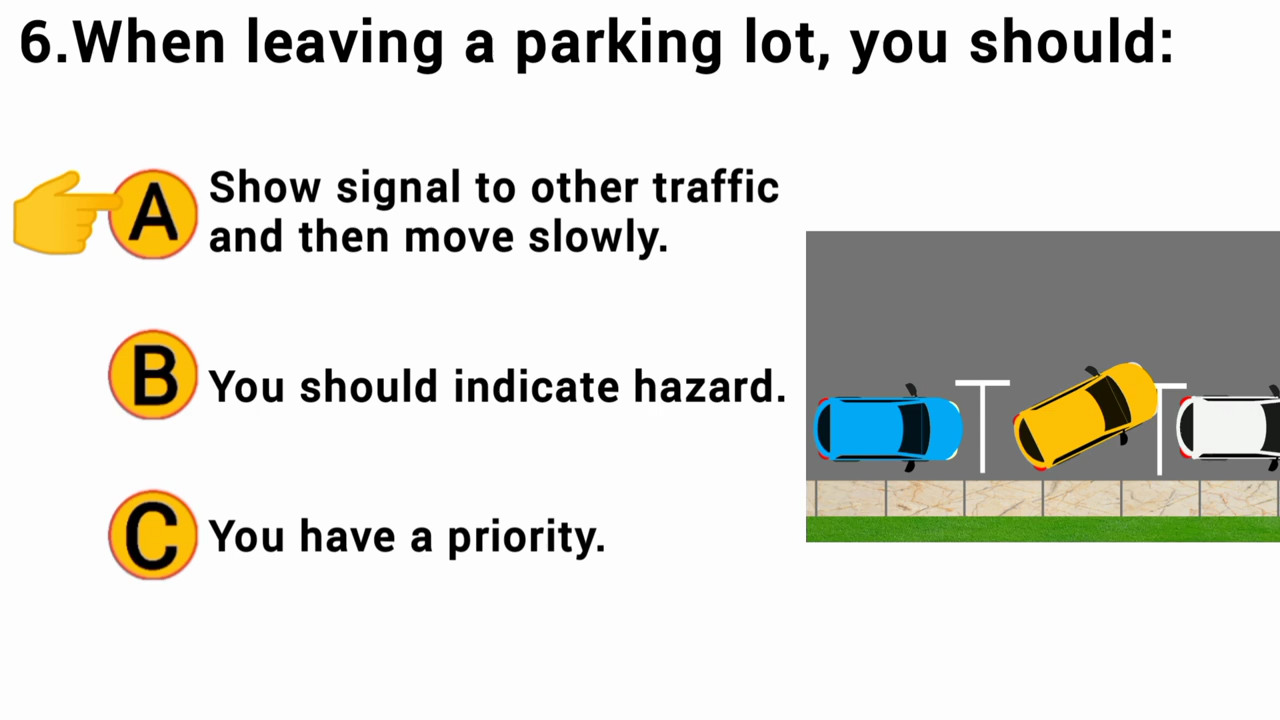 6.When leaving a parking lot, you should:
A Show signal to other traffic
and then move slowly.
B You should indicate hazard.
C You have a priority.